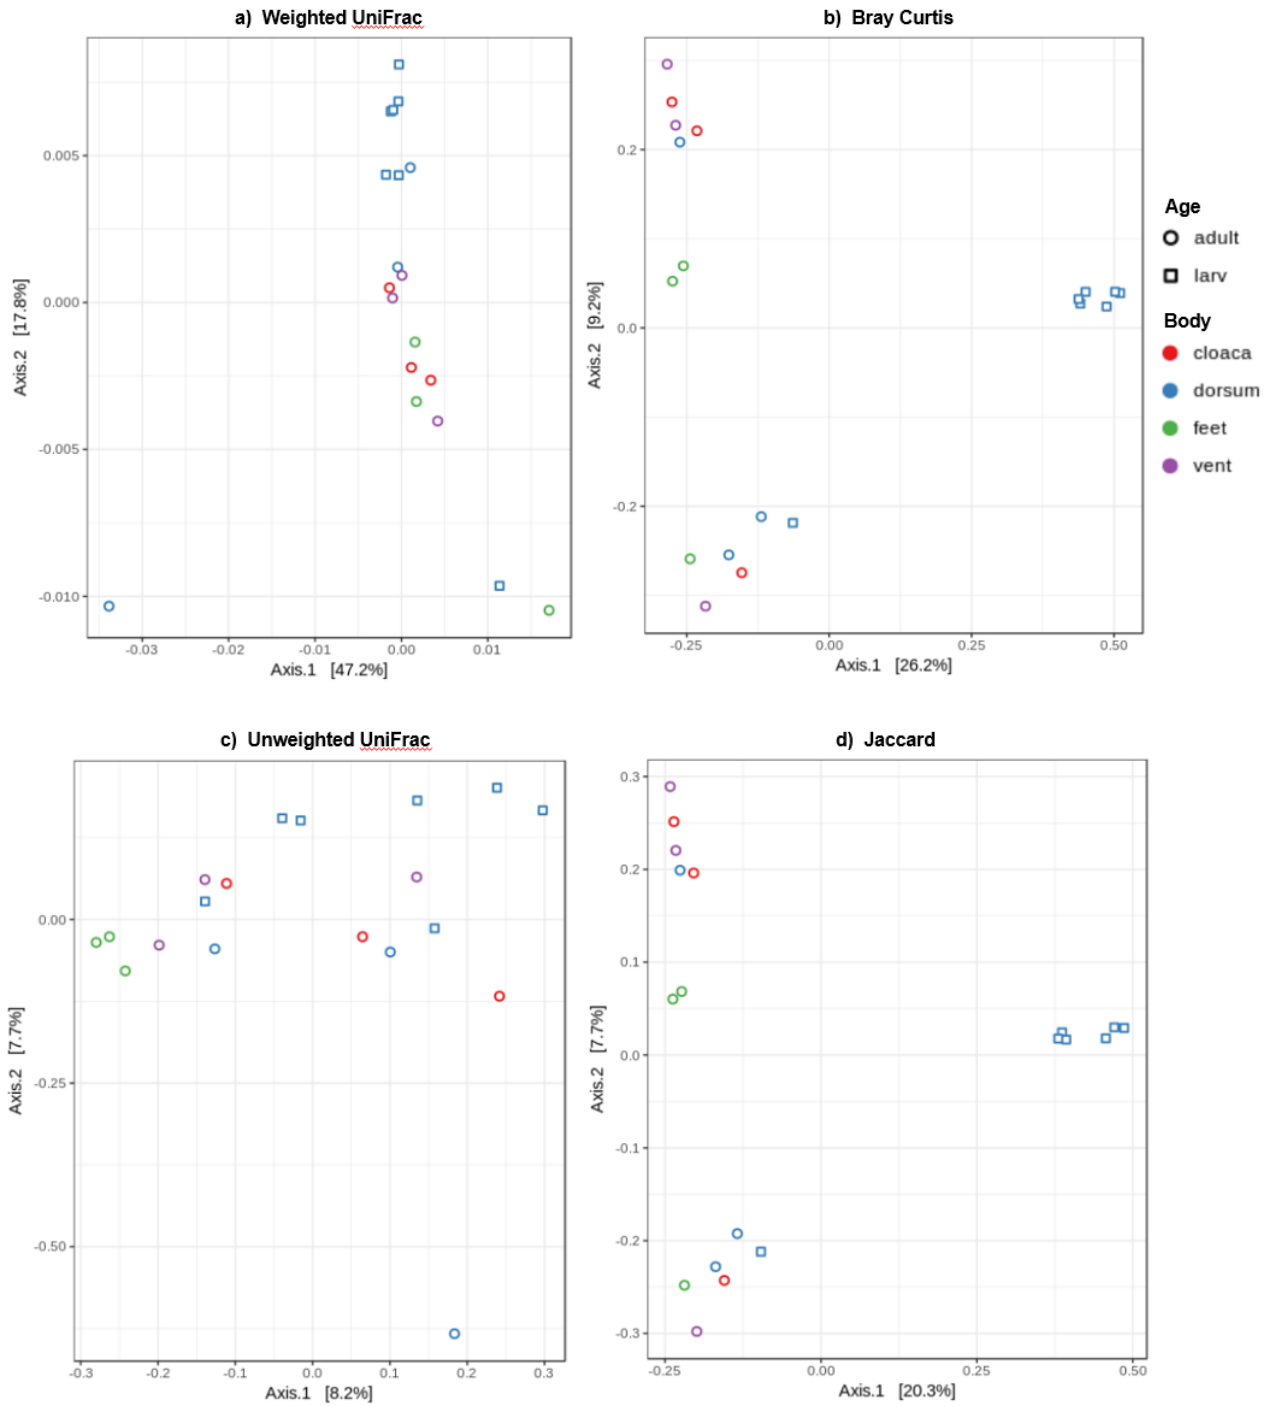 a) Weighted UniFrac
0.005
0.000
-0.005
-0.010
Axis.2 [17.8%]
-0.03 -0.02 -0.01 0.00 0.01
Axis.1 [47.2%]
b) Bray Curtis
0.2
0.0
-0.2
Axis.2 [9.2%]
-0.25 0.00 0.25 0.50
Axis.1 [26.2%]
Age
adult
larv
Body
cloaca
dorsum
feet
vent
c) Unweighted UniFrac
0.00
-0.25
-0.50
Axis.2 [7.7%]
-0.3 -0.2 -0.1 0.0 0.1 0.2 0.3
Axis.1 [8.2%]
d) Jaccard
0.3
0.2
0.1
0.0
-0.1
-0.2
-0.3
Axis.2 [7.7%]
-0.25 0.00 0.25 0.50
Axis.1 [20.3%]